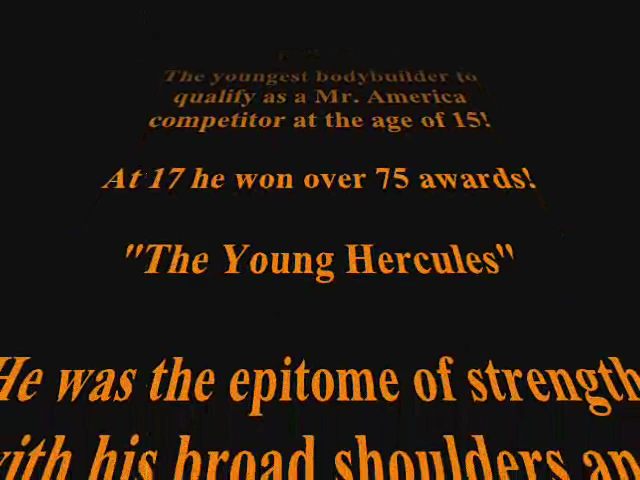 The youngest bodybuilder to
qualify as a Mr. America
competitor at the age of 15!
At 17 he won over 75 awards!
"The Young Hercules"
He was the epitome of strength
with his broad shoulders an